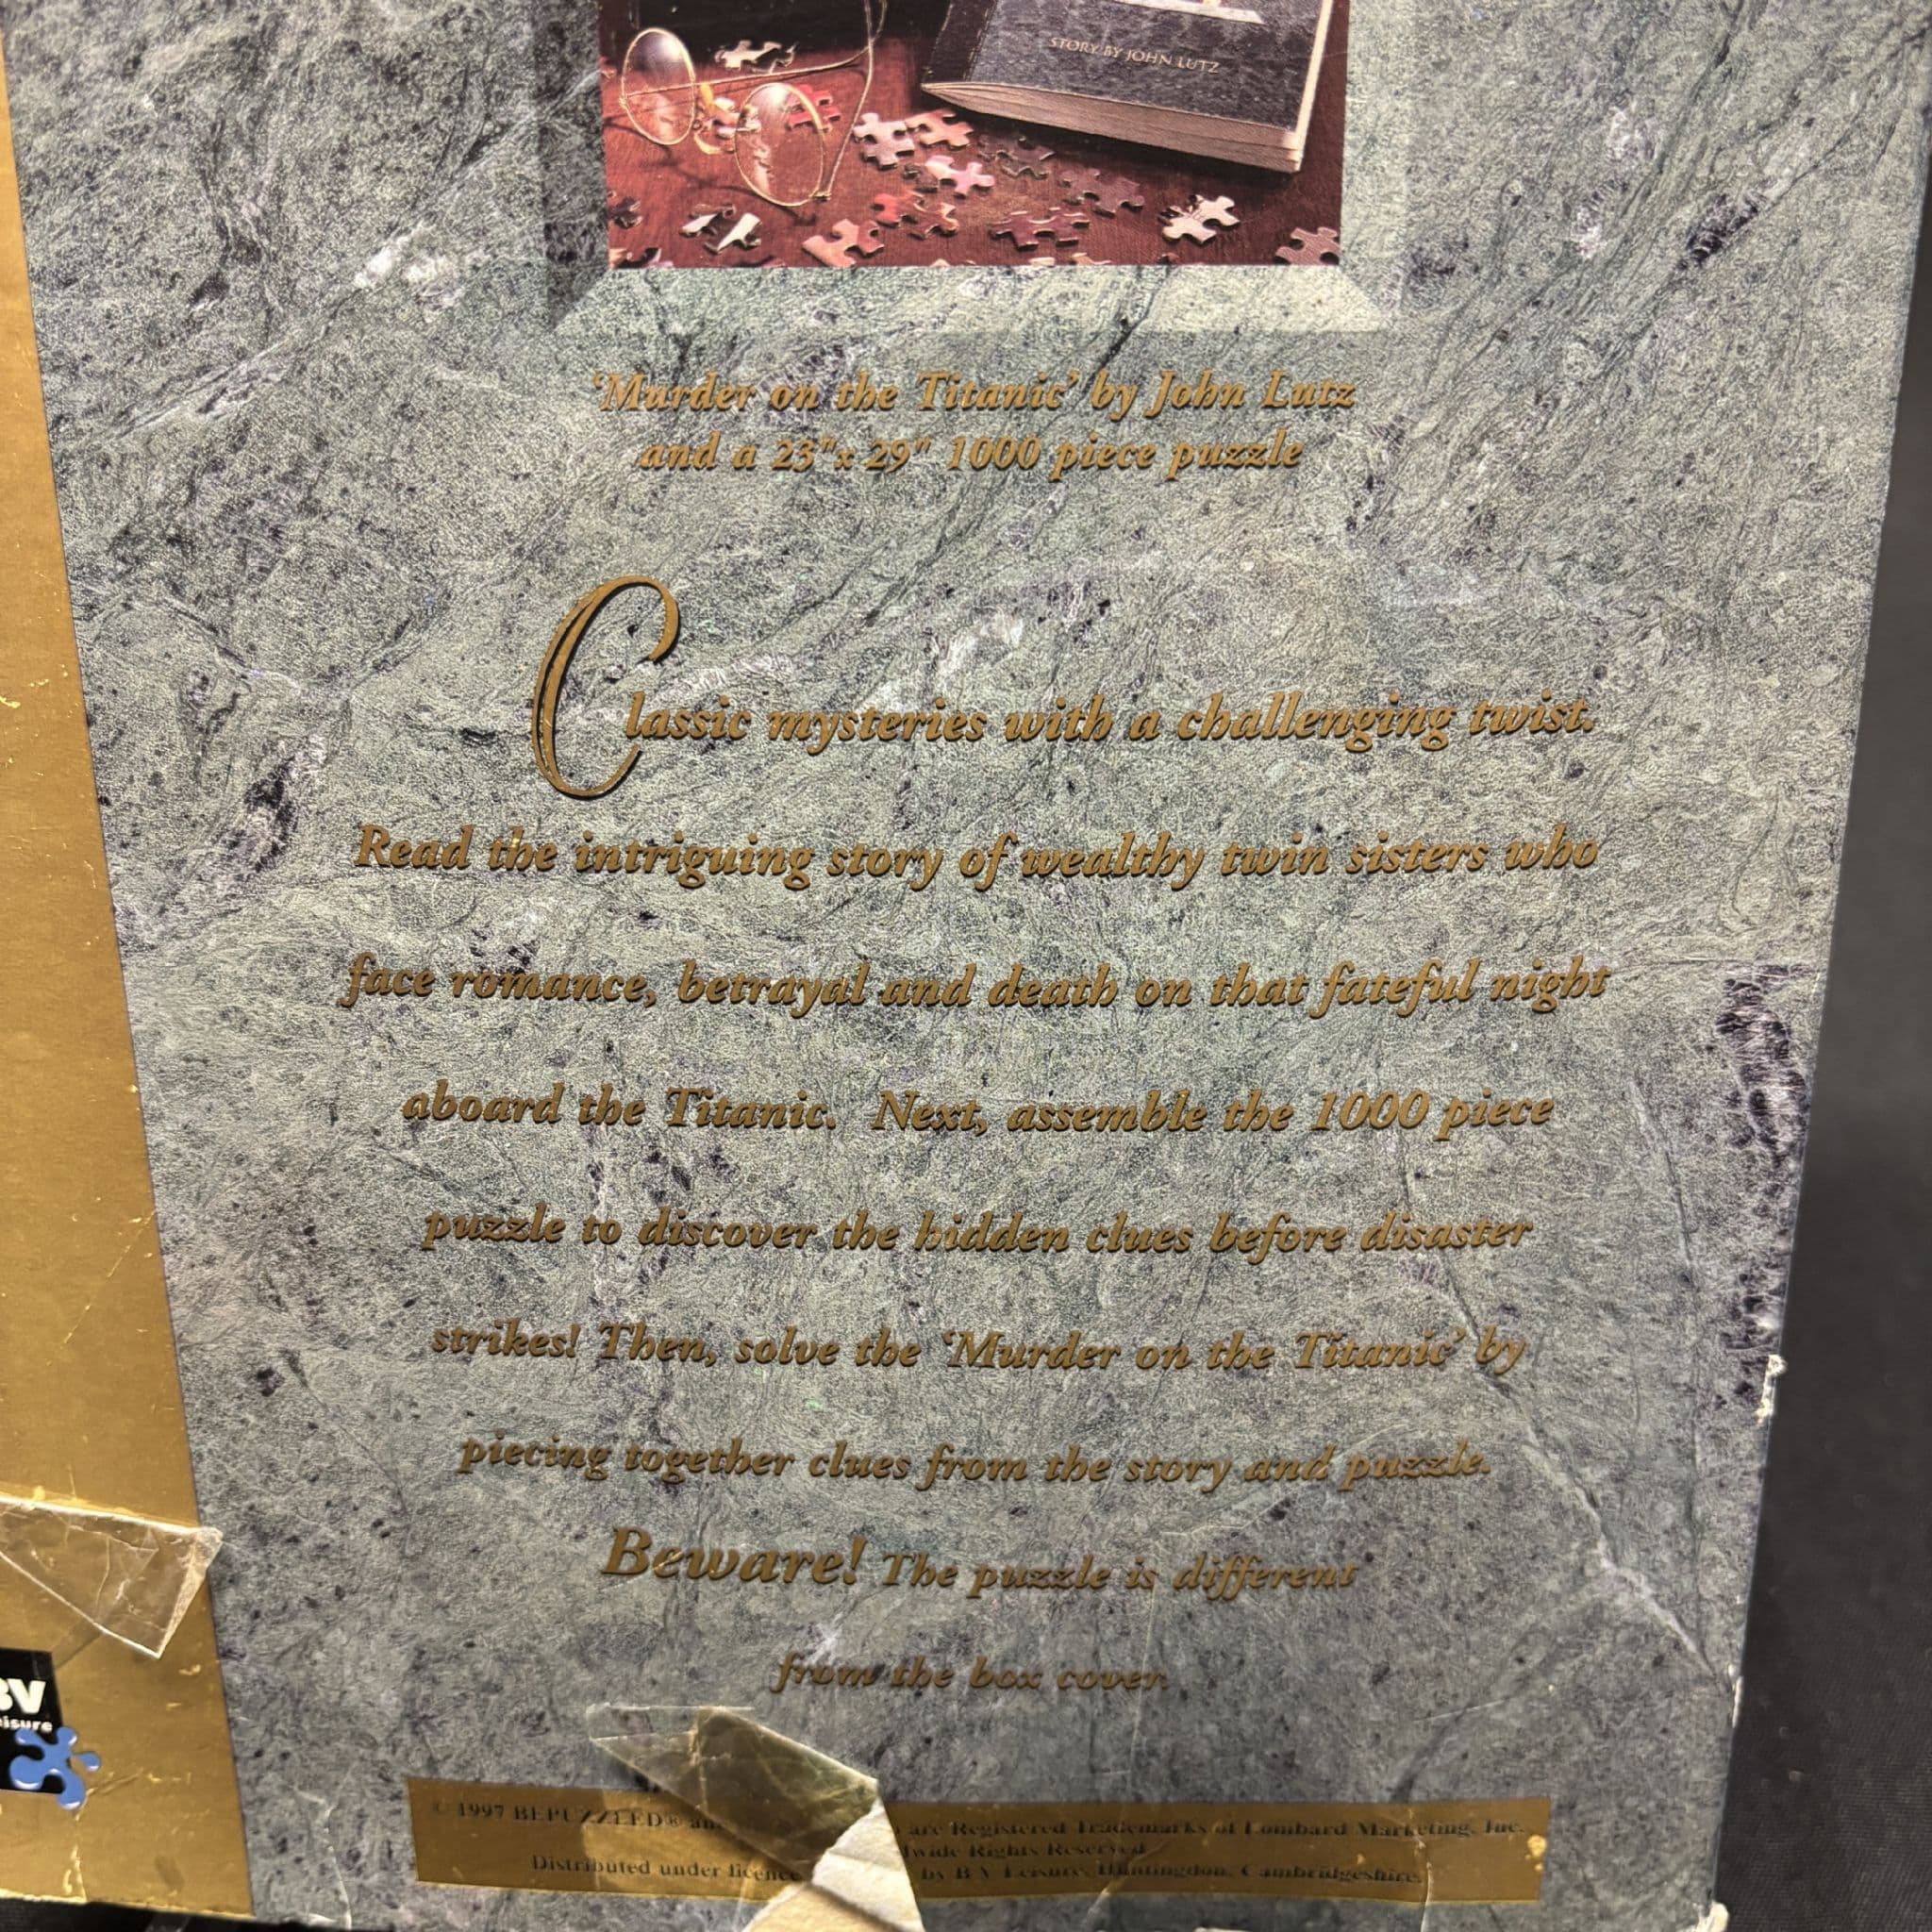 STORY BY JOHN LUTZ
'Murder on the Titanic' by John Lutz
and a 23"x 29" 1000 piece puzzle
Classic mysteries with a challenging twist.
Read the intriguing story of wealthy twin sisters who
face romance, betrayal and death on that fateful night
aboard the Titanic. Next, assemble the 1000 piece
puzzle to discover the hidden clues before disaster
strikes! Then, solve the 'Murder on the Titanic' by
piecing together clues from the story and puzzle.
Beware! The puzzle is different
from the box cover.
BV
© 1997 BEPUZZLED® are Registered Trademarks of Lombard Marketing, Inc.
Rights Reserved
Distributed under licence by B V Leisure, Huntingdon, Cambridgeshire.